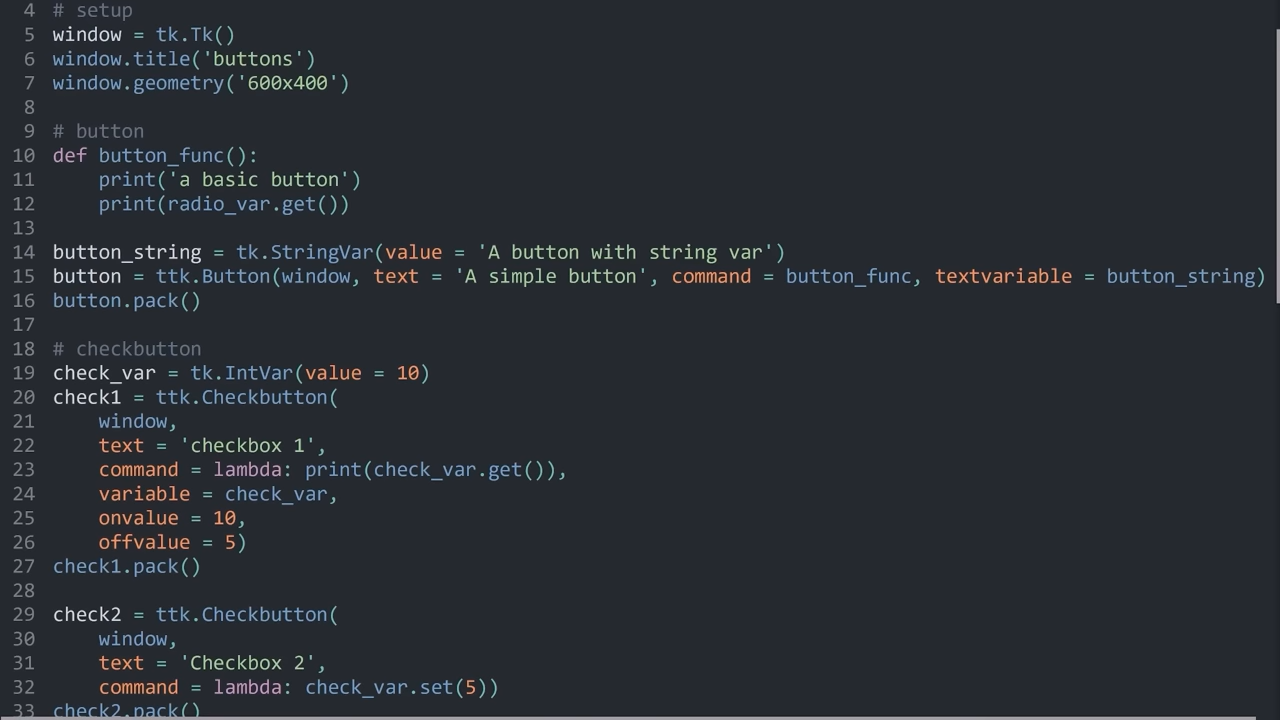 4 # setup
5 window = tk.Tk()
6 window.title('buttons')
7 window.geometry('600x400')
8
9 # button
10 def button_func():
11     print('a basic button')
12     print(radio_var.get())
13
14 button_string = tk.StringVar(value = 'A button with string var')
15 button = ttk.Button(window, text = 'A simple button', command = button_func, textvariable = button_string)
16 button.pack()
17
18 # checkbutton
19 check_var = tk.IntVar(value = 10)
20 check1 = ttk.Checkbutton(
21     window,
22     text = 'checkbox 1',
23     command = lambda: print(check_var.get()),
24     variable = check_var,
25     onvalue = 10,
26     offvalue = 5)
27 check1.pack()
28
29 check2 = ttk.Checkbutton(
30     window,
31     text = 'Checkbox 2',
32     command = lambda: check_var.set(5))
33 check2.pack()